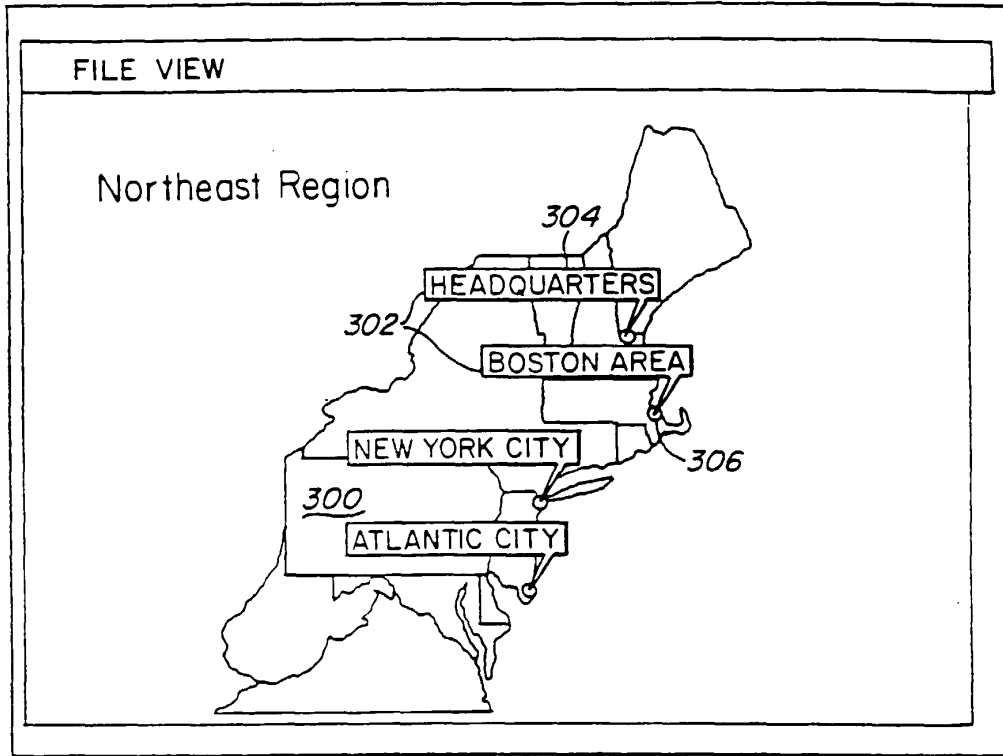 FILE VIEW
Northeast Region
304
HEADQUARTERS
302
BOSTON AREA
NEW YORK CITY
306
300
ATLANTIC CITY